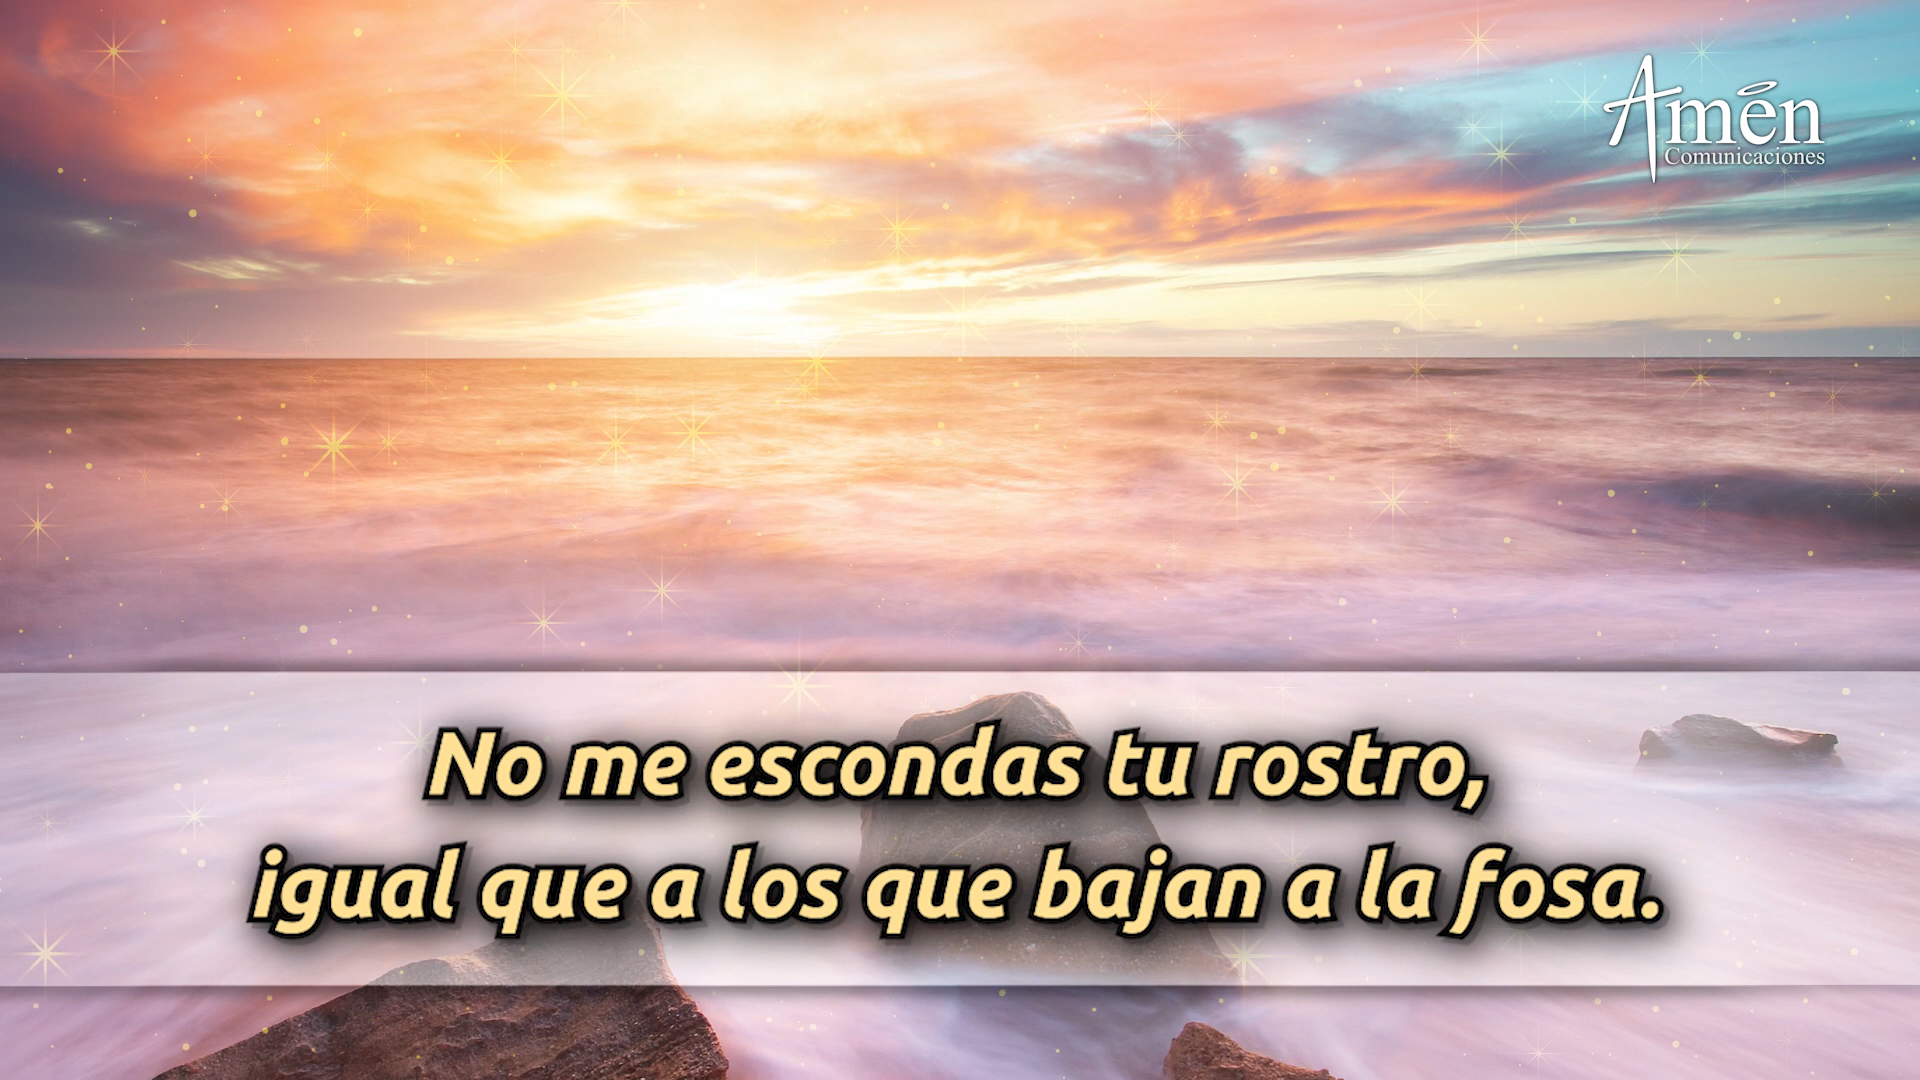 Amén
Comunicaciones
No me escondas tu rostro,
igual que a los que bajan a la fosa.